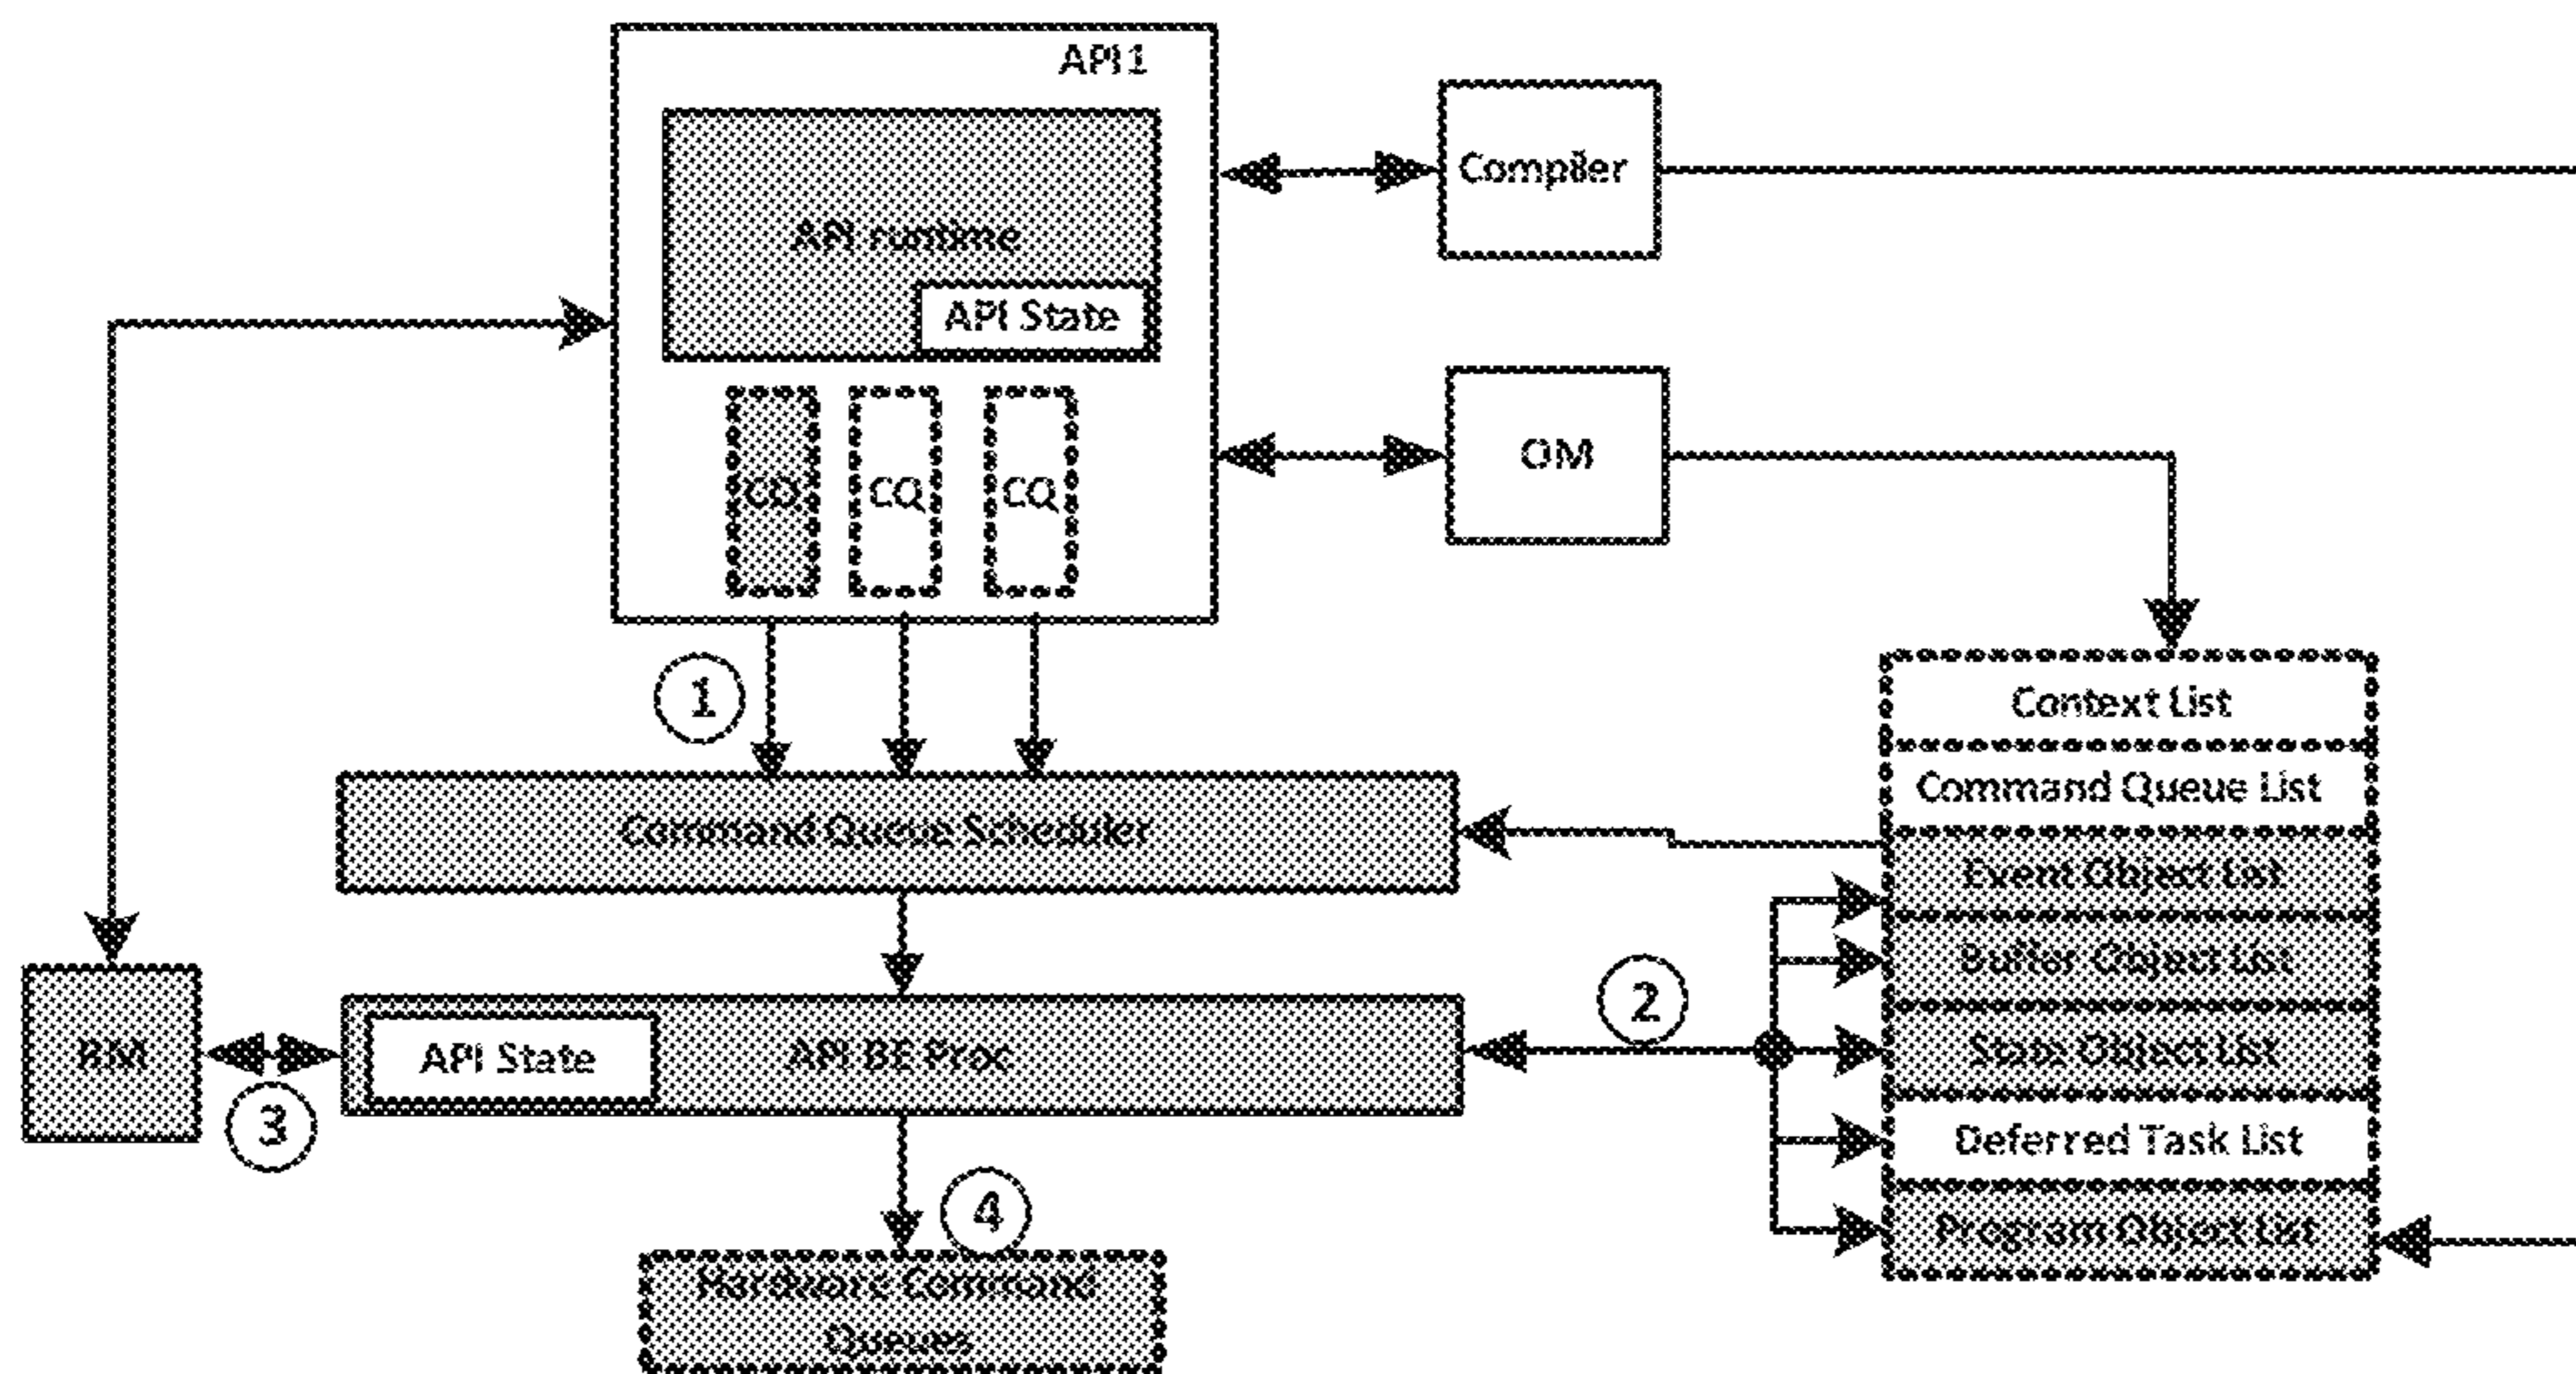 API 1
API runtime
API State
Compiler
CQ
CQ
CQ
OM
1
Context List
Command Queue List
Command Queue Scheduler
Event Object List
Buffer Object List
2
RM
API State
API BE Proc
State Object List
3
Deferred Task List
4
Program Object List
Hardware Command
Queues